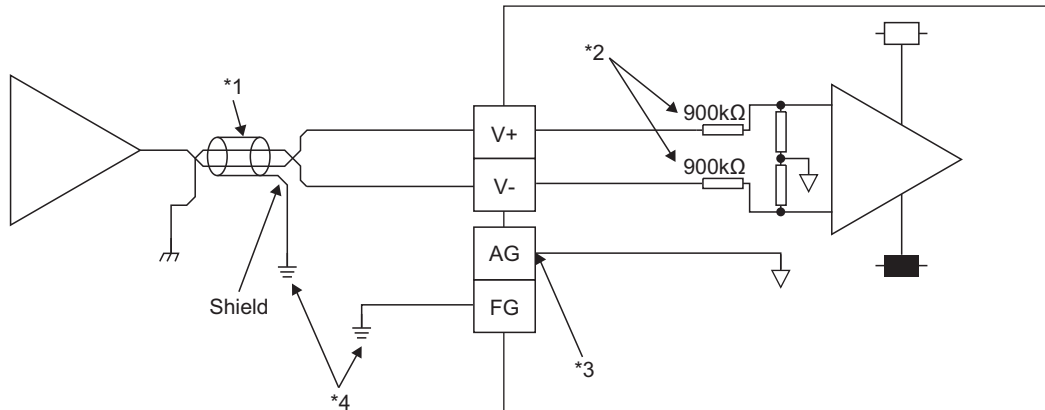 *1
*2
900kΩ
V+
900kΩ
V-
AG
Shield
FG
*3
*4